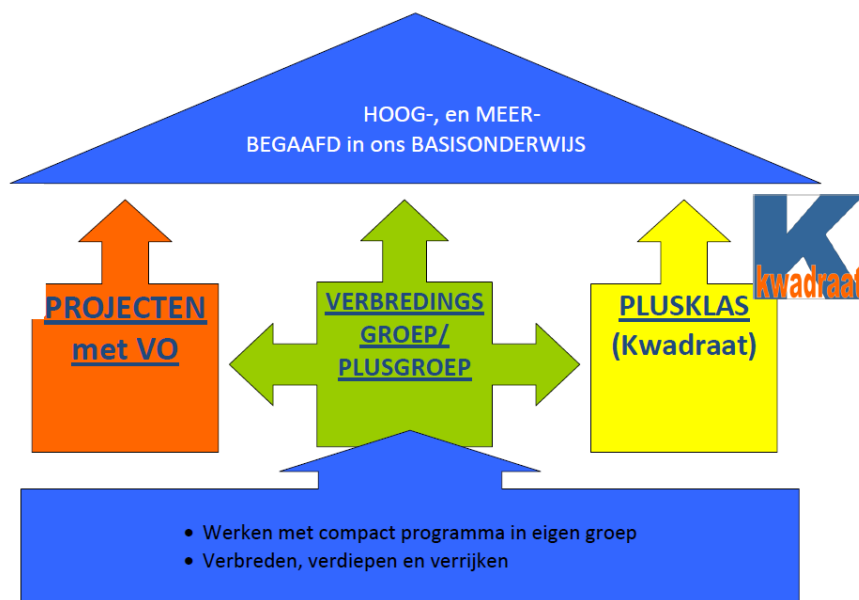 HOOG-, en MEER-
BEGAAFD in ons BASISONDERWIJS
PROJECTEN
met VO
VERBREDINGS
GROEP/
PLUSGROEP
K
kwadraat
PLUSKLAS
(Kwadraat)
• Werken met compact programma in eigen groep
• Verbreden, verdiepen en verrijken